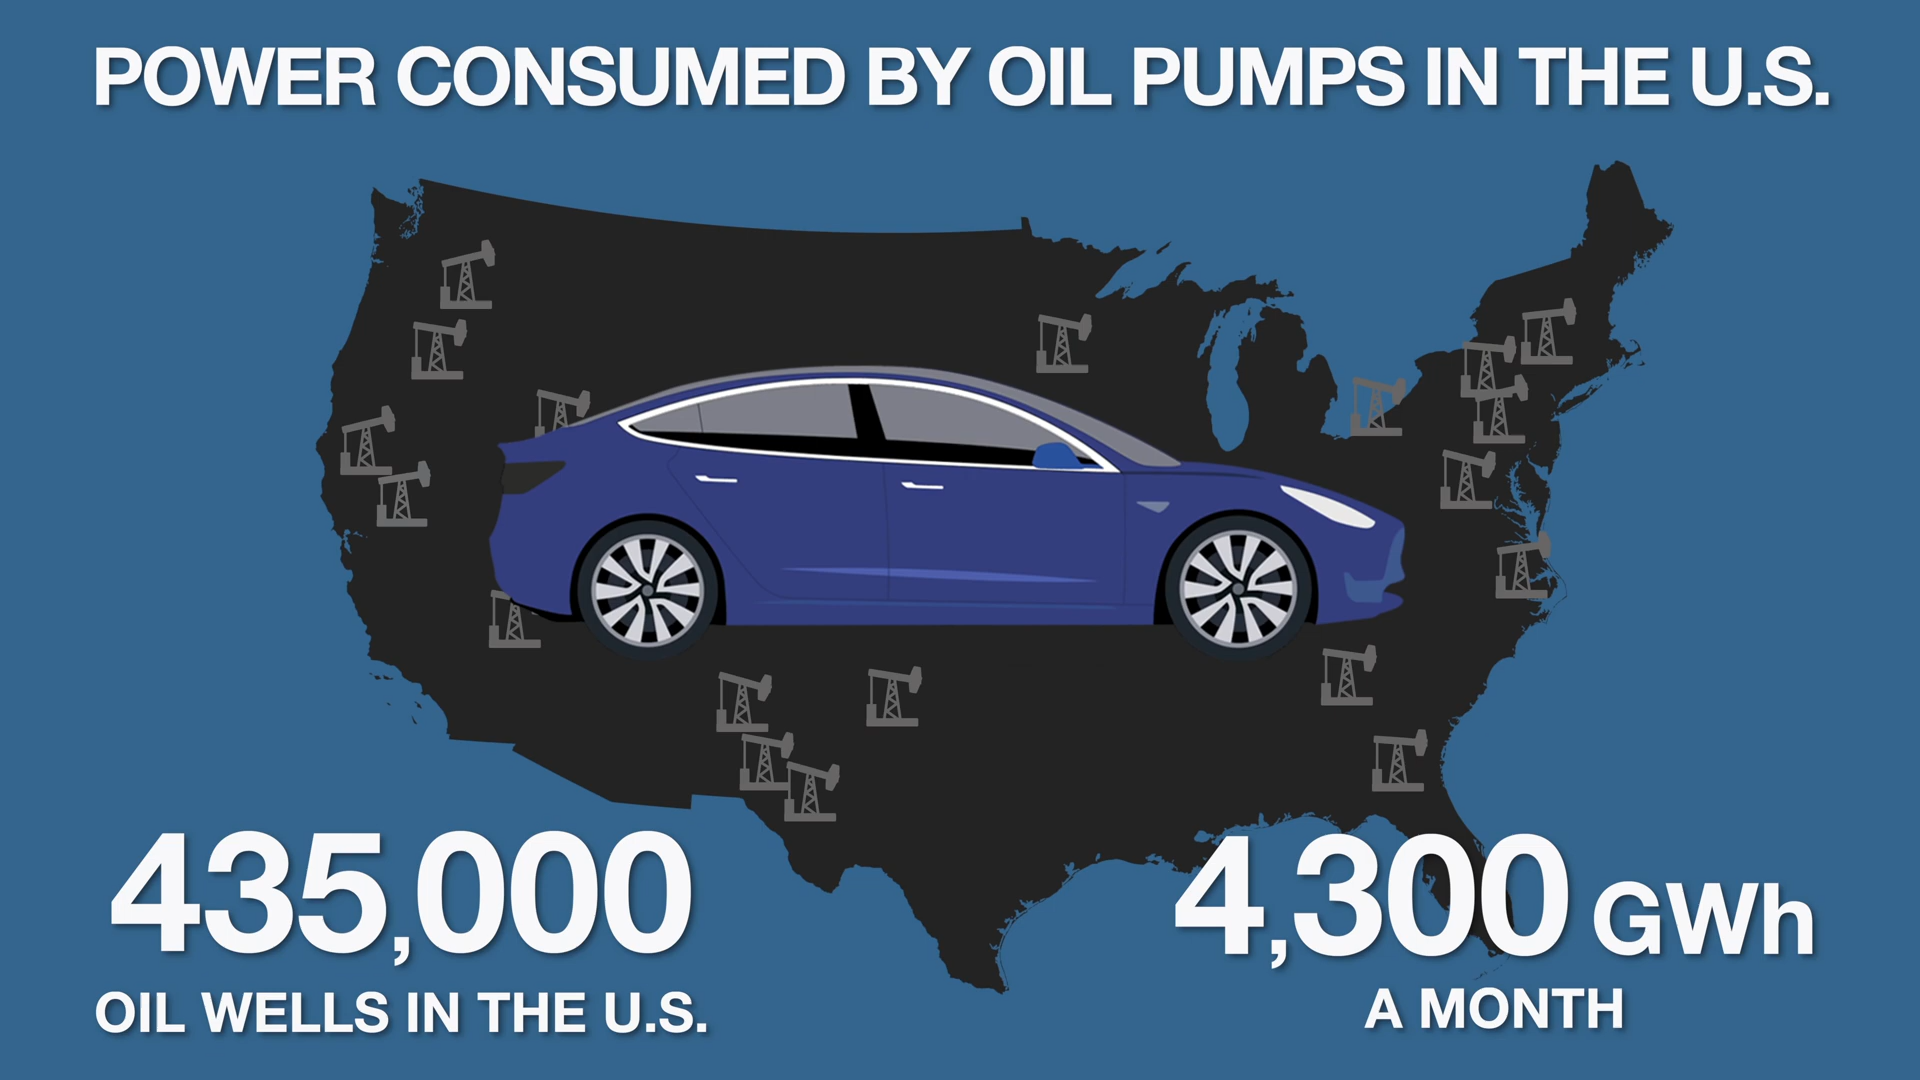 POWER CONSUMED BY OIL PUMPS IN THE U.S.
435,000
OIL WELLS IN THE U.S.
4,300 GWh
A MONTH